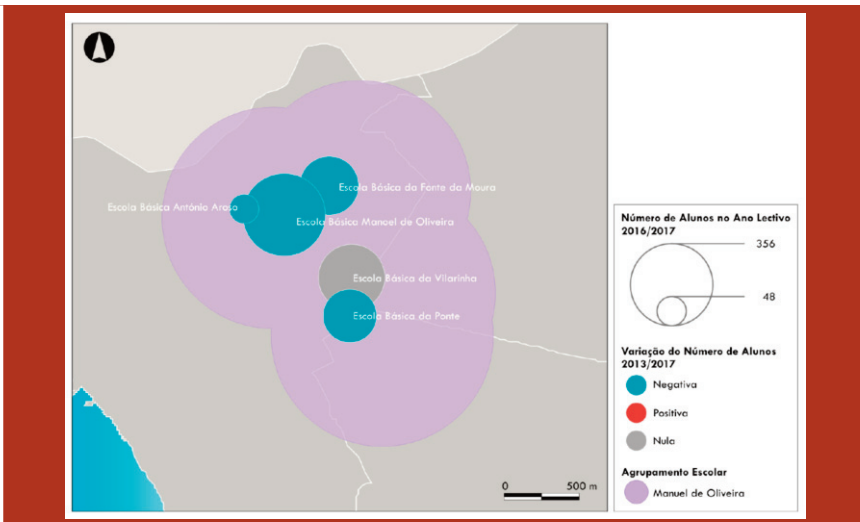 Escola Básica da Fonte da Moura
Escola Básica António Aroso
Escola Básica Manoel de Oliveira
Escola Básica da Vilarinha
Escola Básica da Ponte
0 500 m
Número de Alunos no Ano Lectivo
2016/2017
356
48
Variação do Número de Alunos
2013/2017
Negativa
Positiva
Nula
Agrupamento Escolar
Manuel de Oliveira